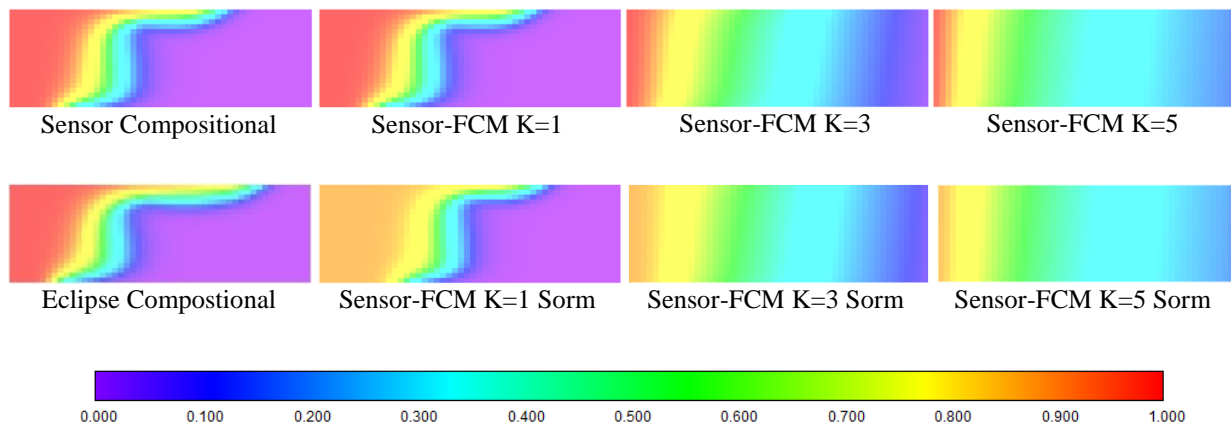 Sensor Compositional Sensor-FCM K=1 Sensor-FCM K=3 Sensor-FCM K=5
Eclipse Compostional Sensor-FCM K=1 Sorm Sensor-FCM K=3 Sorm Sensor-FCM K=5 Sorm
0.000 0.100 0.200 0.300 0.400 0.500 0.600 0.700 0.800 0.900 1.000